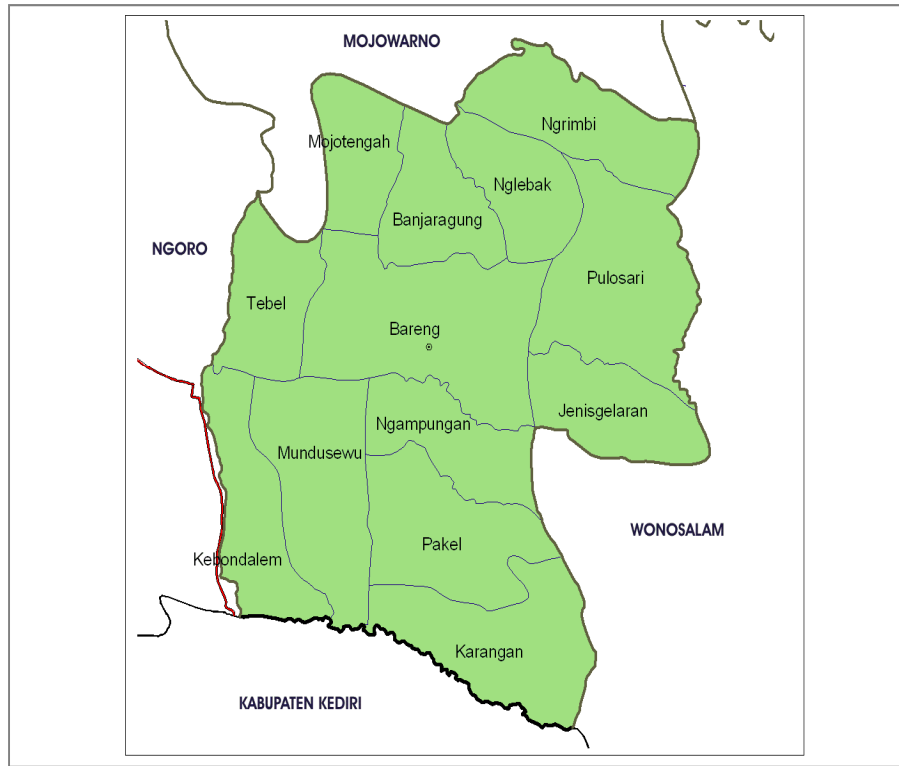 MOJOWARNO
Ngrimbi
Mojotengah
Nglebak
Banjaragung
NGORO
Pulosari
Tebel
Bareng
Jenisgelaran
Ngampungan
Mundusewu
WONOSALAM
Pakel
Kebondalem
Karangan
KABUPATEN KEDIRI